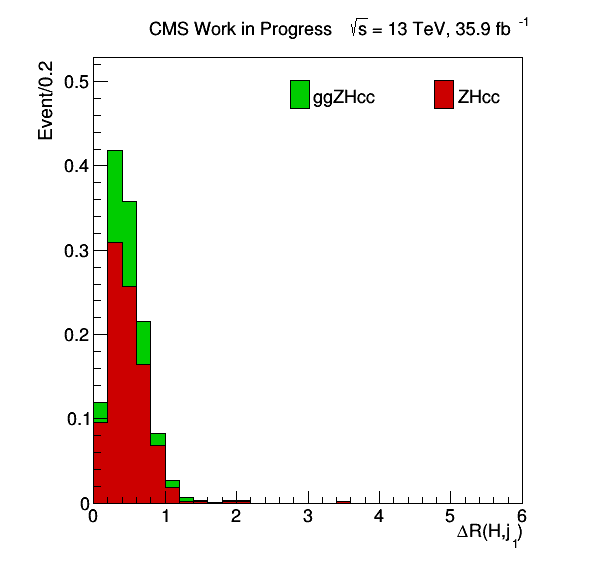 CMS Work in Progress √s = 13 TeV, 35.9 fb -1
Event/0.2
ggZHcc ZHcc
0.5
0.4
0.3
0.2
0.1
0
0 1 2 3 4 5 6
ΔR(H,j1)